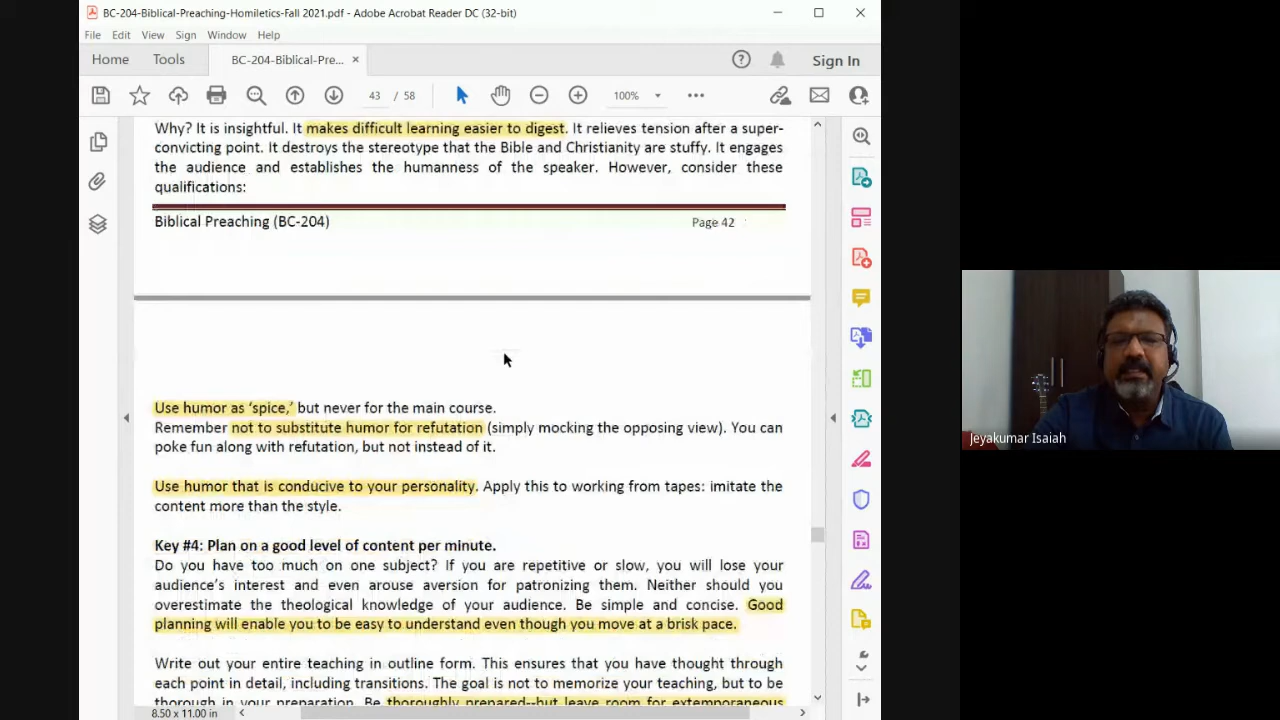 BC-204-Biblical-Preaching-Homiletics-Fall 2021.pdf - Adobe Acrobat Reader DC (32-bit)
File Edit View Sign Window Help
Home Tools BC-204-Biblical-Pre... × Sign In
43 / 58 100%
Why? It is insightful. It makes difficult learning easier to digest. It relieves tension after a super-
convicting point. It destroys the stereotype that the Bible and Christianity are stuffy. It engages
the audience and establishes the humanness of the speaker. However, consider these
qualifications:
Biblical Preaching (BC-204) Page 42
Use humor as ‘spice,’ but never for the main course.
Remember not to substitute humor for refutation (simply mocking the opposing view). You can
poke fun along with refutation, but not instead of it.
Use humor that is conducive to your personality. Apply this to working from tapes: imitate the
content more than the style.
Key #4: Plan on a good level of content per minute.
Do you have too much on one subject? If you are repetitive or slow, you will lose your
audience’s interest and even arouse aversion for patronizing them. Neither should you
overestimate the theological knowledge of your audience. Be simple and concise. Good
planning will enable you to be easy to understand even though you move at a brisk pace.
Write out your entire teaching in outline form. This ensures that you have thought through
each point in detail, including transitions. The goal is not to memorize your teaching, but to be
thorough in your preparation. Be thoroughly prepared--but leave room for extemporaneous
8.50 x 11.00 in
Jeyakumar Isaiah